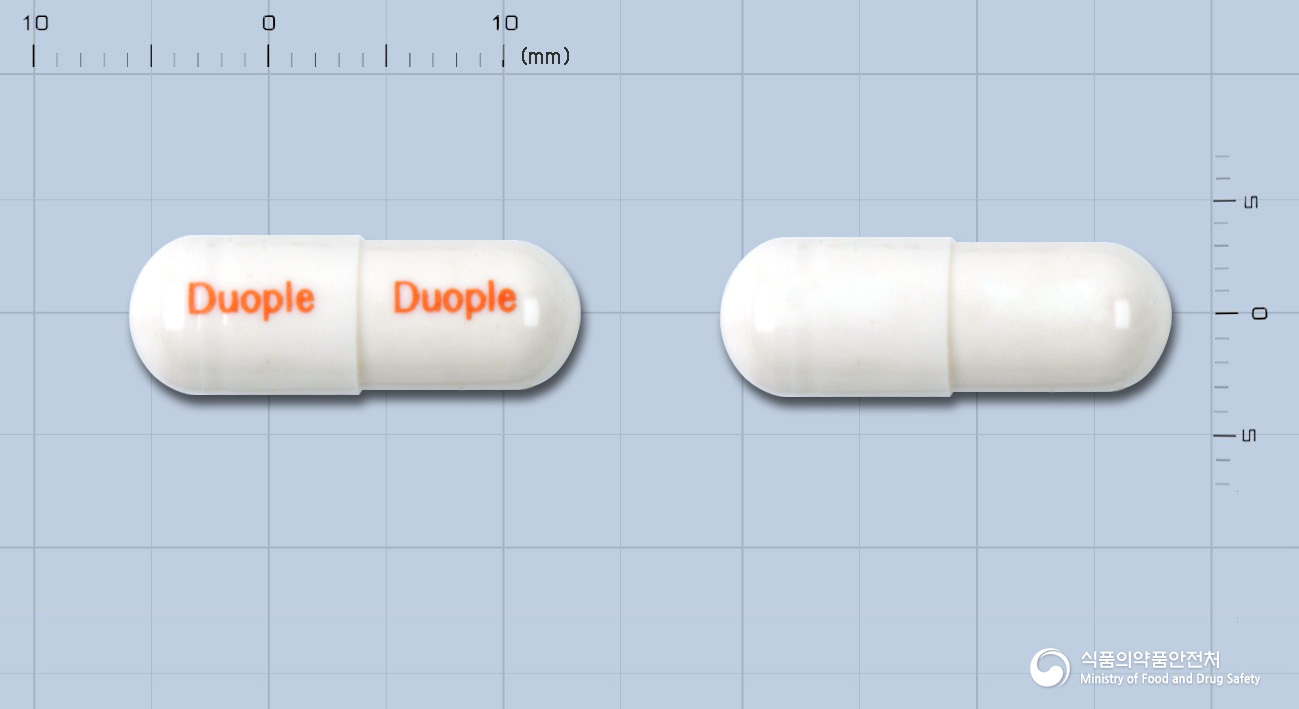 10 0 10
(mm)
Duople Duople
5
0
5
식품의약품안전처
Ministry of Food and Drug Safety